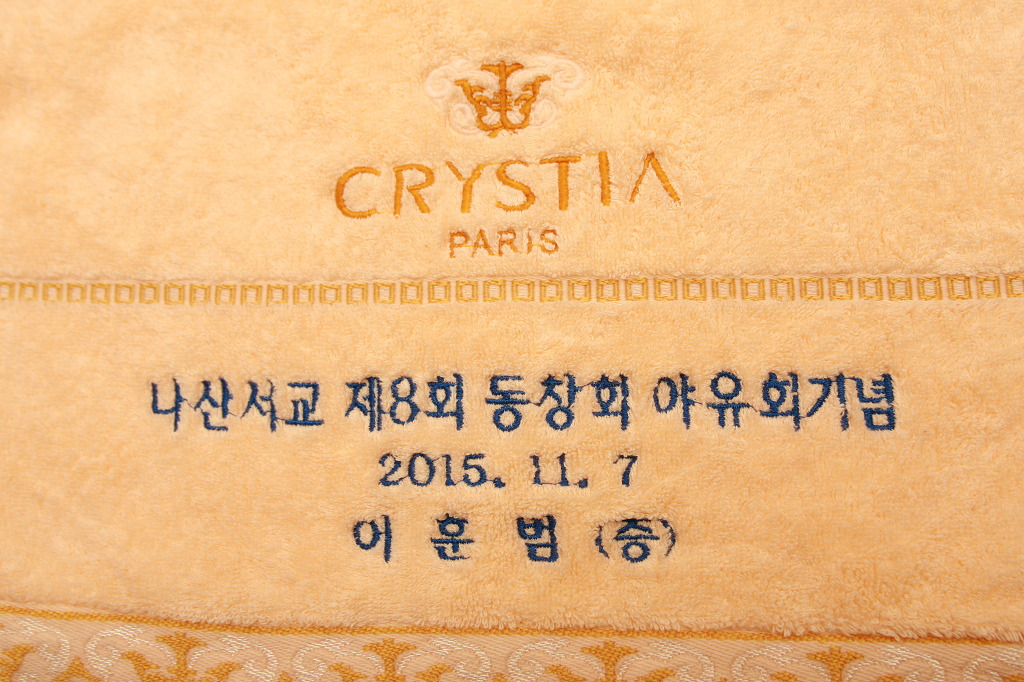 CRYSTIA
PARIS
나산서교 제8회 동창회 야유회기념
2015. 11. 7
이 훈 범 (증)